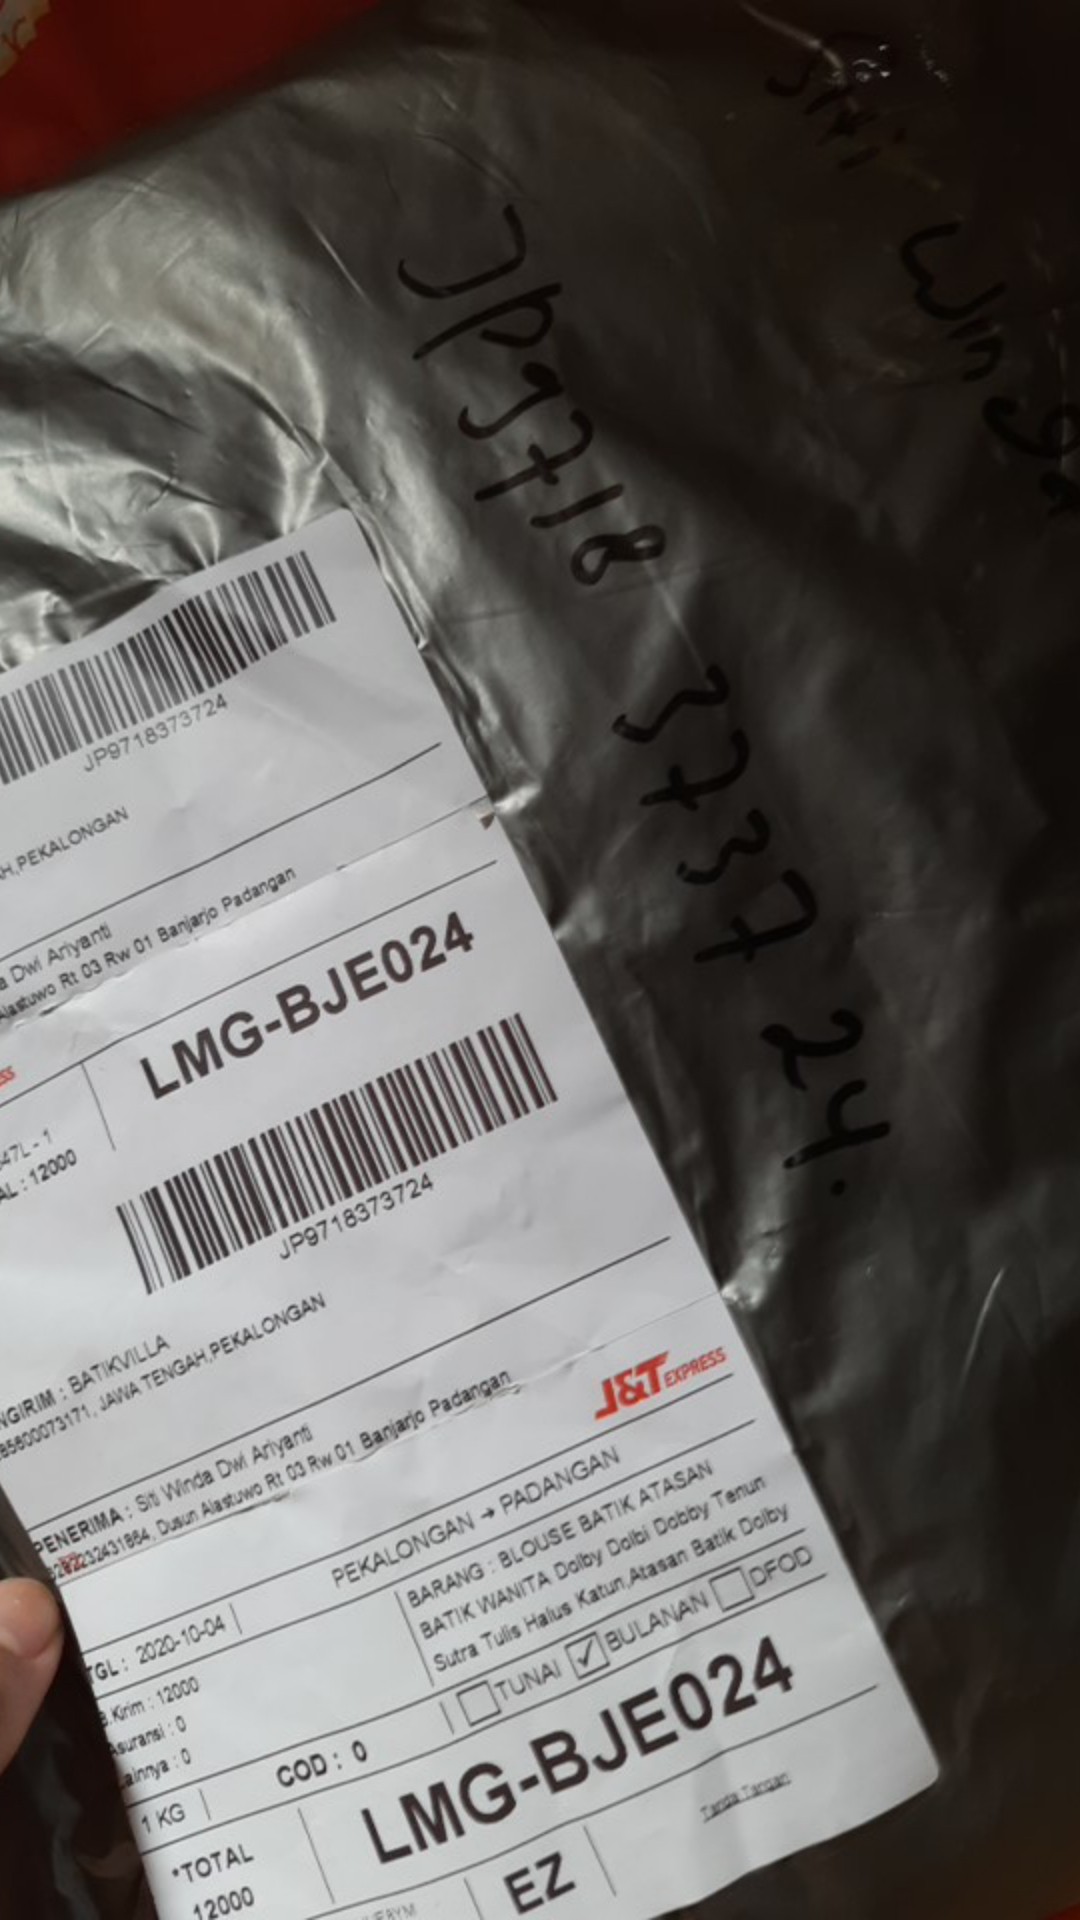 Siti
Winda
Jp9718 373724.
JP9718373724
AH,PEKALONGAN
a Dwi Ariyanti
Alastuwo Rt 03 Rw 01 Banjarjo Padangan
LMG-BJE024
47L - 1
AL : 12000
JP9718373724
NGIRIM : BATIKVILLA
85600073171, JAWA TENGAH,PEKALONGAN
J&T EXPRESS
PENERIMA : Siti Winda Dwi Ariyanti
Dusun Alastuwo Rt 03 Rw 01 Banjarjo Padangan
PEKALONGAN → PADANGAN
TGL : 2020-10-04
BARANG : BLOUSE BATIK ATASAN
BATIK WANITA Dolby Dolbi Dobby Tenun
Sutra Tulis Halus Katun,Atasan Batik Dolby
B.Kirim : 12000
Asuransi : 0
Lainnya : 0
TUNAI BULANAN DFOD
1 KG
COD : 0
*TOTAL
12000
LMG-BJE024
EZ
Tanda Tangan